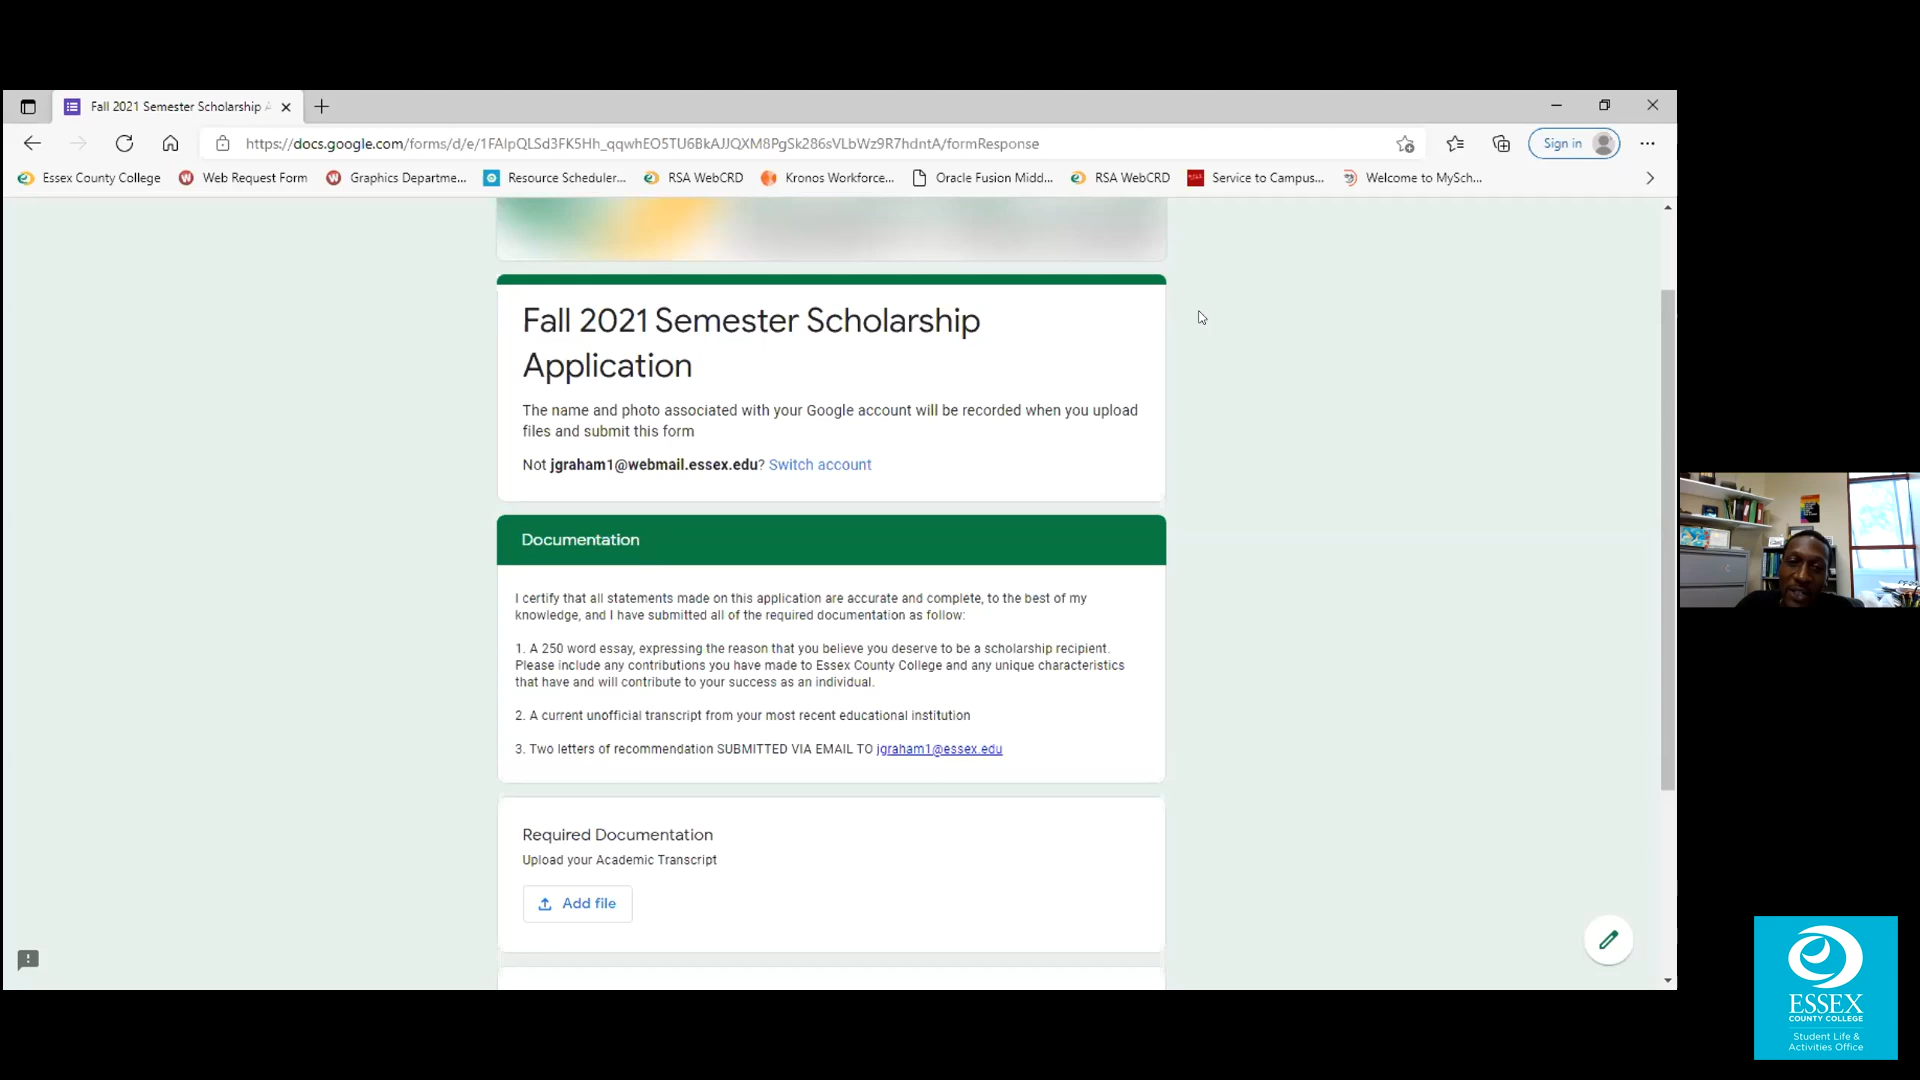 Fall 2021 Semester Scholarship A
https://docs.google.com/forms/d/e/1FAIpQLSd3FK5Hh_qqwhEO5TU6BkAJJQXM8PgSk286sVLbWz9R7hdntA/formResponse
Sign in
Essex County College
Web Request Form
Graphics Departme...
Resource Scheduler...
RSA WebCRD
Kronos Workforce...
Oracle Fusion Midd...
RSA WebCRD
Service to Campus...
Welcome to MySch...
Fall 2021 Semester Scholarship
Application
The name and photo associated with your Google account will be recorded when you upload
files and submit this form
Not jgraham1@webmail.essex.edu? Switch account
Documentation
I certify that all statements made on this application are accurate and complete, to the best of my
knowledge, and I have submitted all of the required documentation as follow:
1. A 250 word essay, expressing the reason that you believe you deserve to be a scholarship recipient.
Please include any contributions you have made to Essex County College and any unique characteristics
that have and will contribute to your success as an individual.
2. A current unofficial transcript from your most recent educational institution
3. Two letters of recommendation SUBMITTED VIA EMAIL TO jgraham1@essex.edu
Required Documentation
Upload your Academic Transcript
Add file
ESSEX
COUNTY COLLEGE
Student Life &
Activities Office